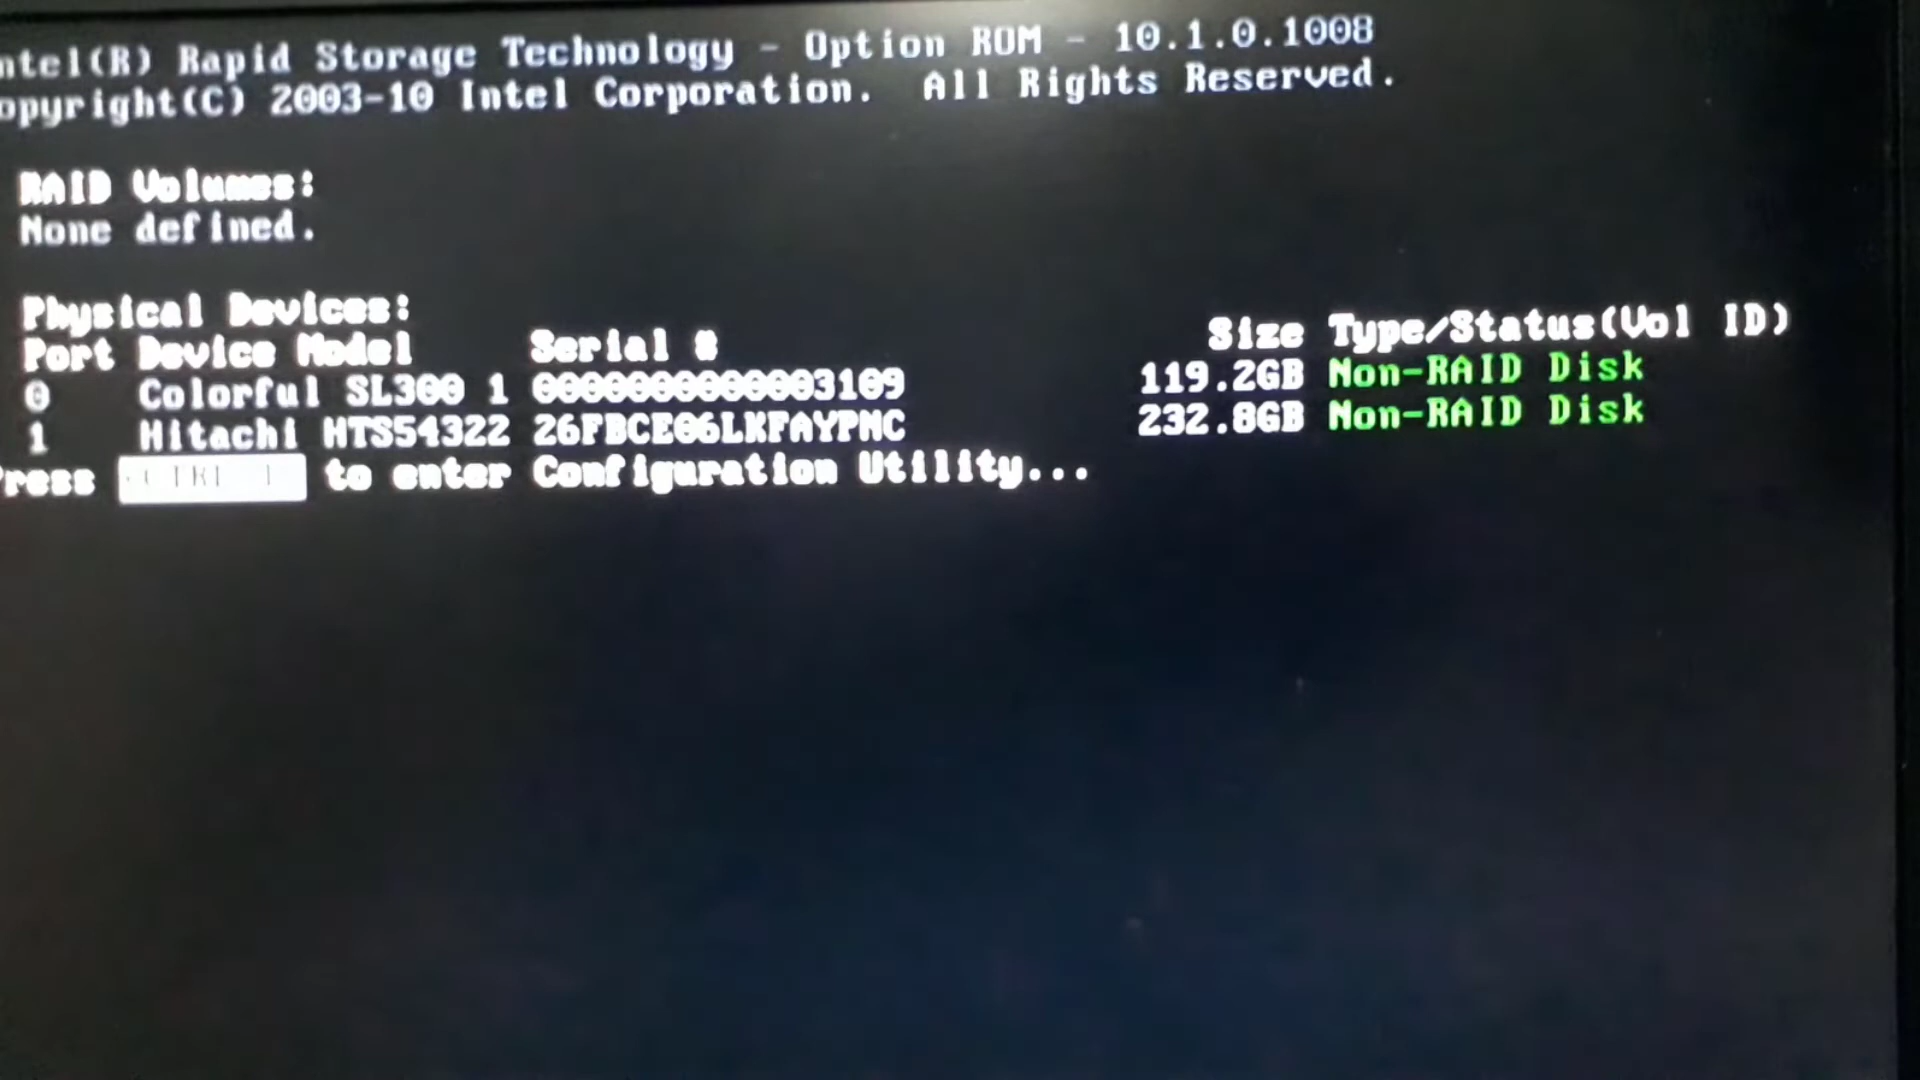 ntel(R) Rapid Storage Technology - Option ROM - 10.1.0.1008
opyright(C) 2003-10 Intel Corporation. All Rights Reserved.
RAID Volumes:
None defined.
Physical Devices:
Port Device Model Serial # Size Type/Status(Vol ID)
0 Colorful SL300 1 0000000000003109 119.2GB Non-RAID Disk
1 Hitachi HTS54322 26FBCE06LKFAYPMC 232.8GB Non-RAID Disk
Press to enter Configuration Utility...